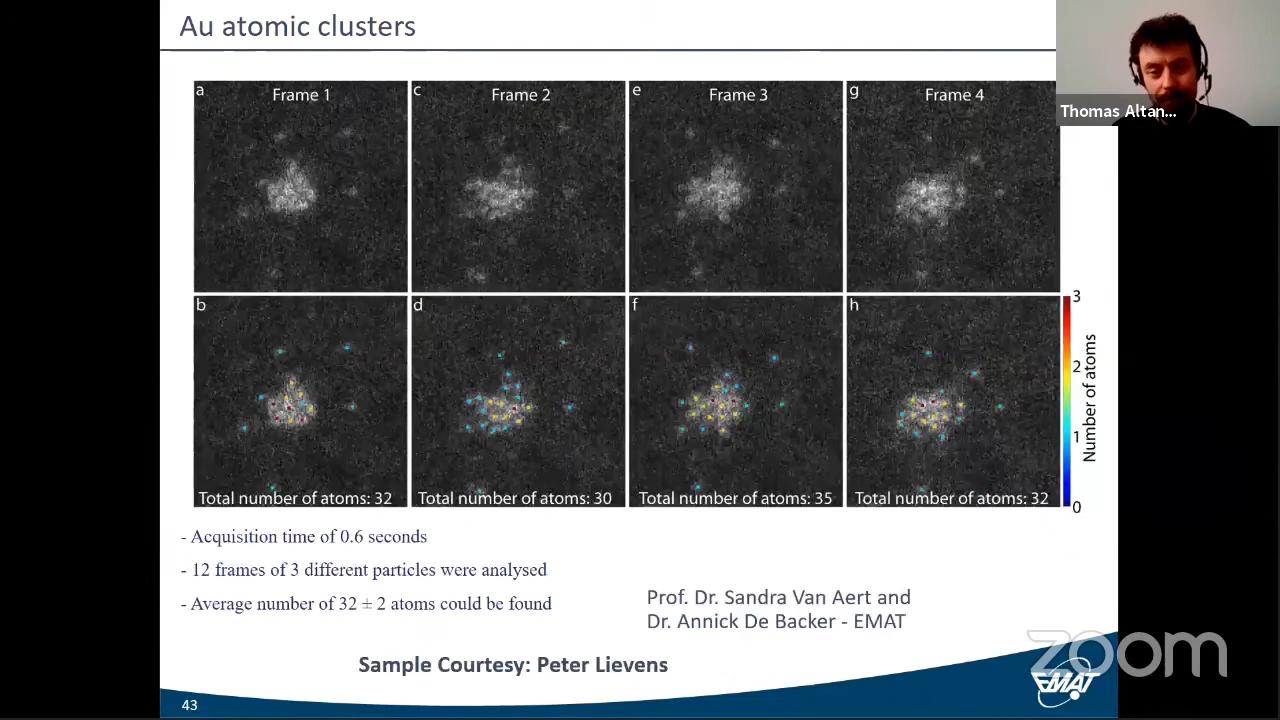 Au atomic clusters
Thomas Altan...
a
Frame 1
c
Frame 2
e
Frame 3
g
Frame 4
b
d
f
h
3
2
1
0
Number of atoms
Total number of atoms: 32
Total number of atoms: 30
Total number of atoms: 35
Total number of atoms: 32
- Acquisition time of 0.6 seconds
- 12 frames of 3 different particles were analysed
- Average number of 32 ± 2 atoms could be found
Prof. Dr. Sandra Van Aert and
Dr. Annick De Backer - EMAT
Sample Courtesy: Peter Lievens
zoom
EMAT
43